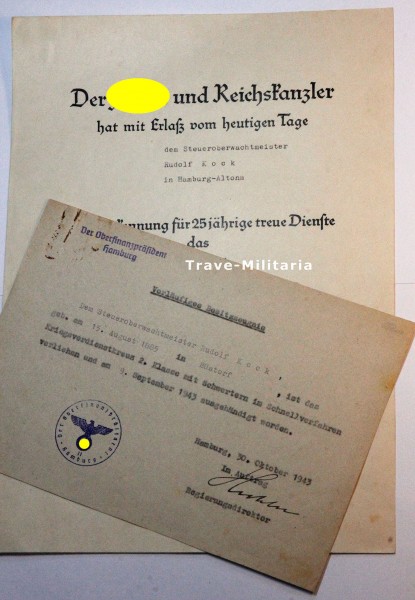 Der und Reichskanzler
hat mit Erlaß vom heutigen Tage
dem Steueroberwachtmeister
Rudolf Kock
in Hamburg-Altona
für 25jährige treue Dienste
das
Trave-Militaria
Der Oberfinanzpräsident
Hamburg
Vorläufiges Besitzzeugnis
Dem Steueroberwachtmeister Rudolf Kock,
geb. am 15. August in , ist das
Kriegsverdienstkreuz 2. Klasse mit Schwertern in Schnellverfahren
verliehen und am 9. September 1943 ausgehändigt worden.
Hamburg, 30. Oktober 1943
Im Auftrag
Regierungsdirektor